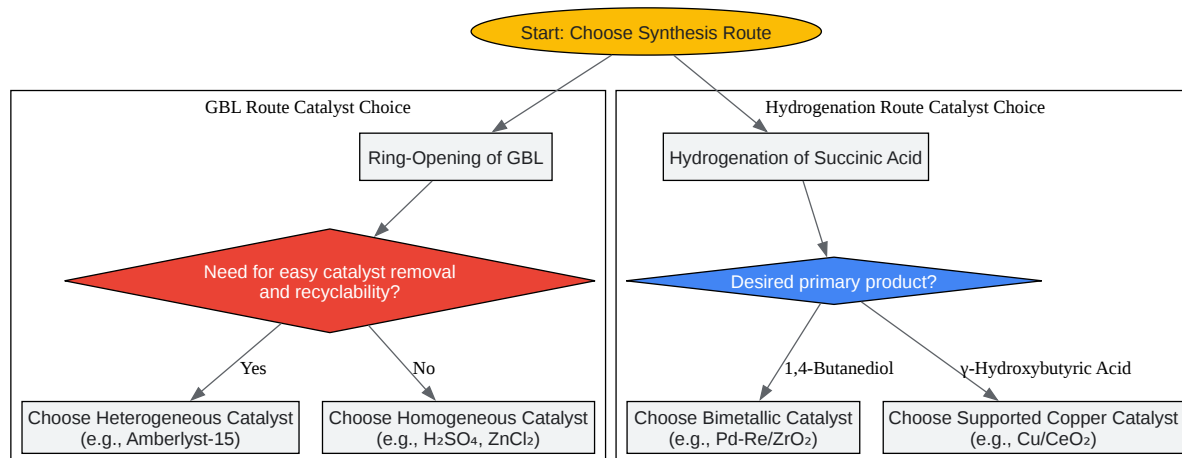 Start: Choose Synthesis Route
GBL Route Catalyst Choice
Hydrogenation Route Catalyst Choice
Ring-Opening of GBL
Hydrogenation of Succinic Acid
Need for easy catalyst removal
and recyclability?
Desired primary product?
Yes
No
1,4-Butanediol
γ-Hydroxybutyric Acid
Choose Heterogeneous Catalyst
(e.g., Amberlyst-15)
Choose Homogeneous Catalyst
(e.g., H₂SO₄, ZnCl₂)
Choose Bimetallic Catalyst
(e.g., Pd-Re/ZrO₂)
Choose Supported Copper Catalyst
(e.g., Cu/CeO₂)